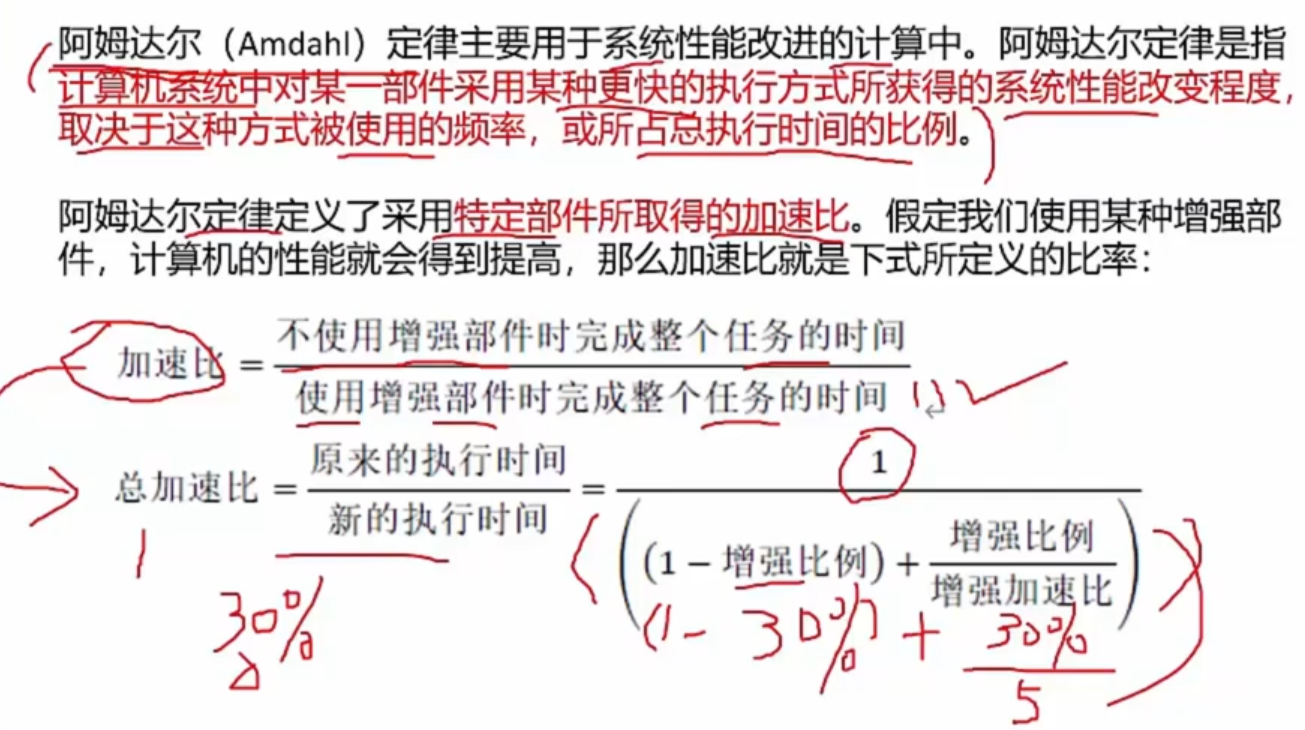 阿姆达尔（Amdahl）定律主要用于系统性能改进的计算中。阿姆达尔定律是指
计算机系统中对某一部件采用某种更快的执行方式所获得的系统性能改变程度，
取决于这种方式被使用的频率，或所占总执行时间的比例。
阿姆达尔定律定义了采用特定部件所取得的加速比。假定我们使用某种增强部
件，计算机的性能就会得到提高，那么加速比就是下式所定义的比率：
不使用增强部件时完成整个任务的时间
加速比 =
使用增强部件时完成整个任务的时间
原来的执行时间
1
总加速比 =
=
新的执行时间
增强比例
(1 − 增强比例) +
增强加速比
1
30%
(1- 30%) + 30%
5